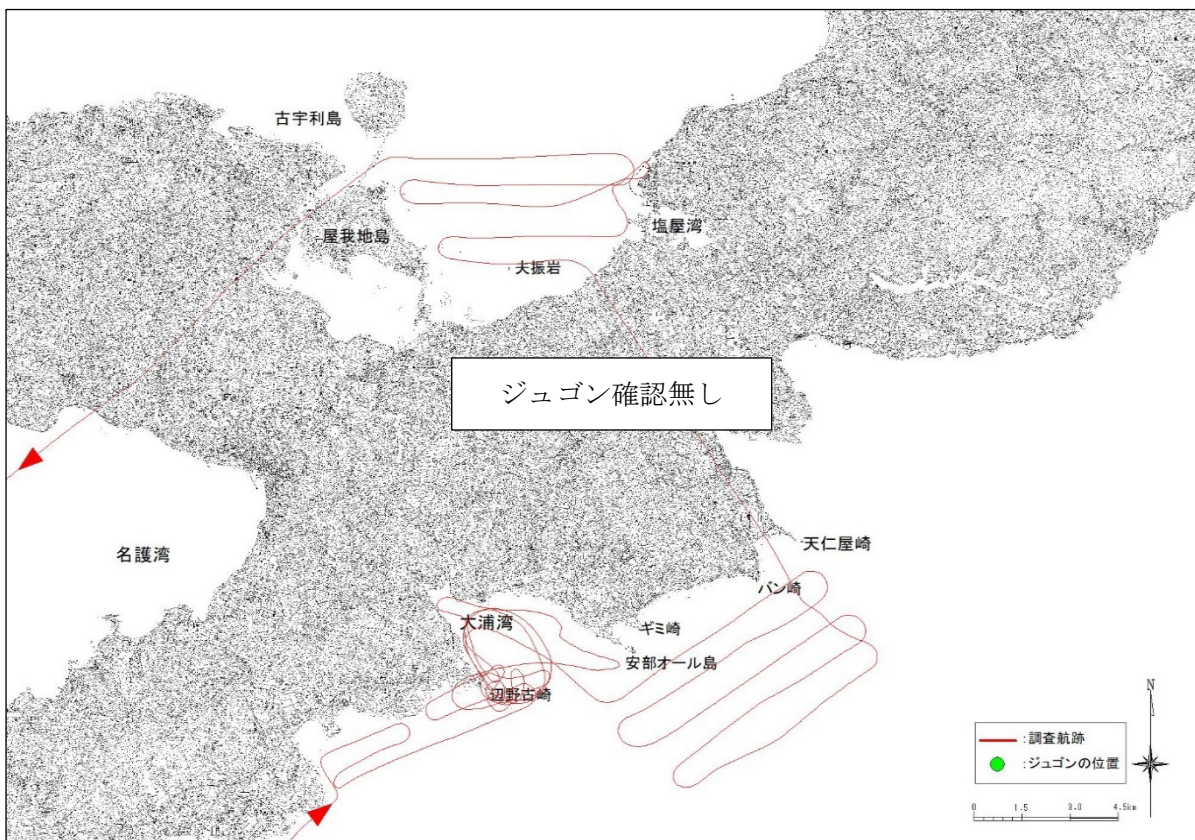 古宇利島
屋我地島
塩屋湾
夫振岩
ジュゴン確認無し
名護湾
天仁屋崎
バン崎
大浦湾
ギミ崎
安部オール島
辺野古崎
N
:調査航跡
:ジュゴンの位置
0 1.5 3.0 4.5km